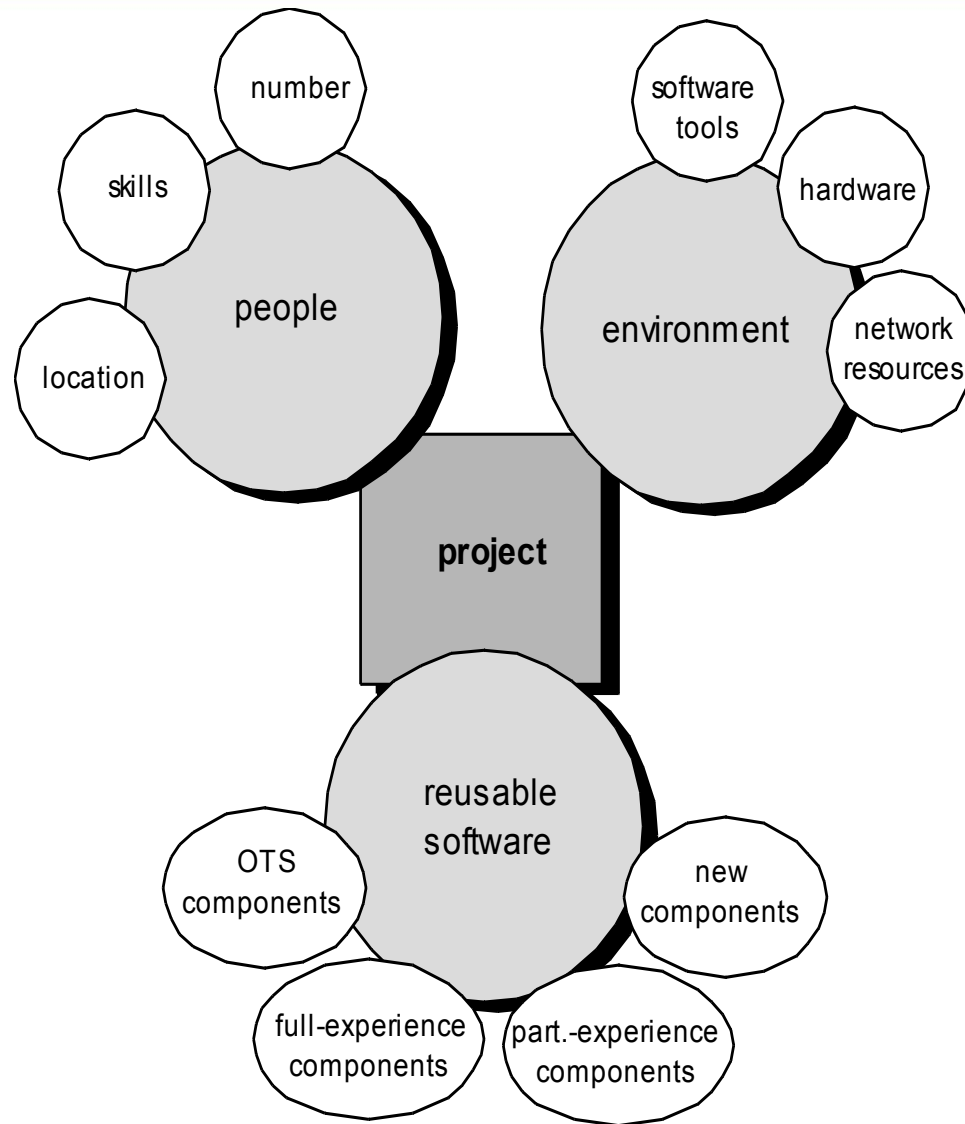 number
skills
location
people
software
tools
hardware
network
resources
environment
project
reusable
software
OTS
components
full-experience
components
part.-experience
components
new
components